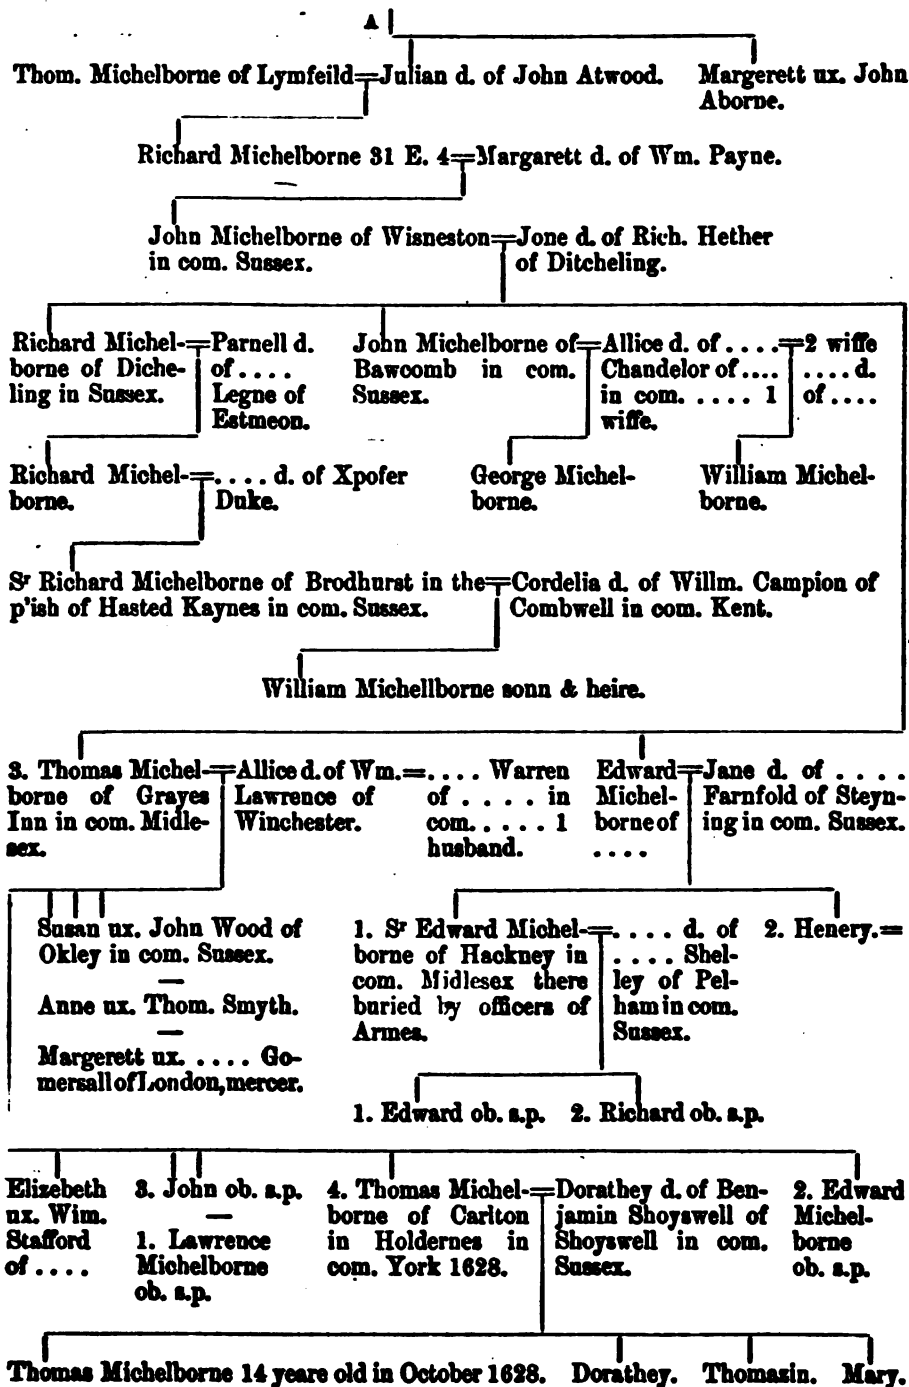 A
Thom. Michelborne of Lymfeild=Julian d. of John Atwood.
Margerett ux. John
Aborne.
Richard Michelborne 31 E. 4=Margarett d. of Wm. Payne.
John Michelborne of Wisneston=Jone d. of Rich. Hether
in com. Sussex.
of Ditcheling.
Richard Michel-=
borne of Diche-
ling in Sussex.
Parnell d.
of . . . .
Legne of
Estmeon.
John Michelborne of=
Bawcomb in com.
Sussex.
Allice d. of . . . .=
Chandelor of . . . .
in com. . . . . . 1
wiffe.
2 wiffe
. . . . d.
of . . . .
Richard Michel-=
borne.
. . . . d. of Xpofer
Duke.
George Michel-
borne.
William Michel-
borne.
Sr Richard Michelborne of Brodhurst in the=
p'ish of Hasted Kaynes in com. Sussex.
Cordelia d. of Willm. Campion of
Combwell in com. Kent.
William Michellborne sonn & heire.
3. Thomas Michel-=
borne of Grayes
Inn in com. Midle-
sex.
Allice d. of Wm.=
Lawrence of
Winchester.
. . . . Warren
of . . . . . in
com. . . . . . 1
husband.
Edward=
Michel-
borne of
. . . .
Jane d. of . . . .
Farnfold of Steyn-
ing in com. Sussex.
Susan ux. John Wood of
Okley in com. Sussex.
Anne ux. Thom. Smyth.
Margerett ux. . . . . Go-
mersall of London, mercer.
1. Sr Edward Michel-=
borne of Hackney in
com. Midlesex there
buried by officers of
Armes.
. . . . d. of
. . . . Shel-
ley of Pel-
ham in com.
Sussex.
2. Henery.=
1. Edward ob. s.p.
2. Richard ob. s.p.
Elizebeth
ux. Wim.
Stafford
of . . . .
3. John ob. s.p.
1. Lawrence
Michelborne
ob. s.p.
4. Thomas Michel-=
borne of Carlton
in Holdernes in
com. York 1628.
Dorathey d. of Ben-
jamin Shoyswell of
Shoyswell in com.
Sussex.
2. Edward
Michel-
borne
ob. s.p.
Thomas Michelborne 14 yeare old in October 1628.
Dorathey.
Thomazin.
Mary.